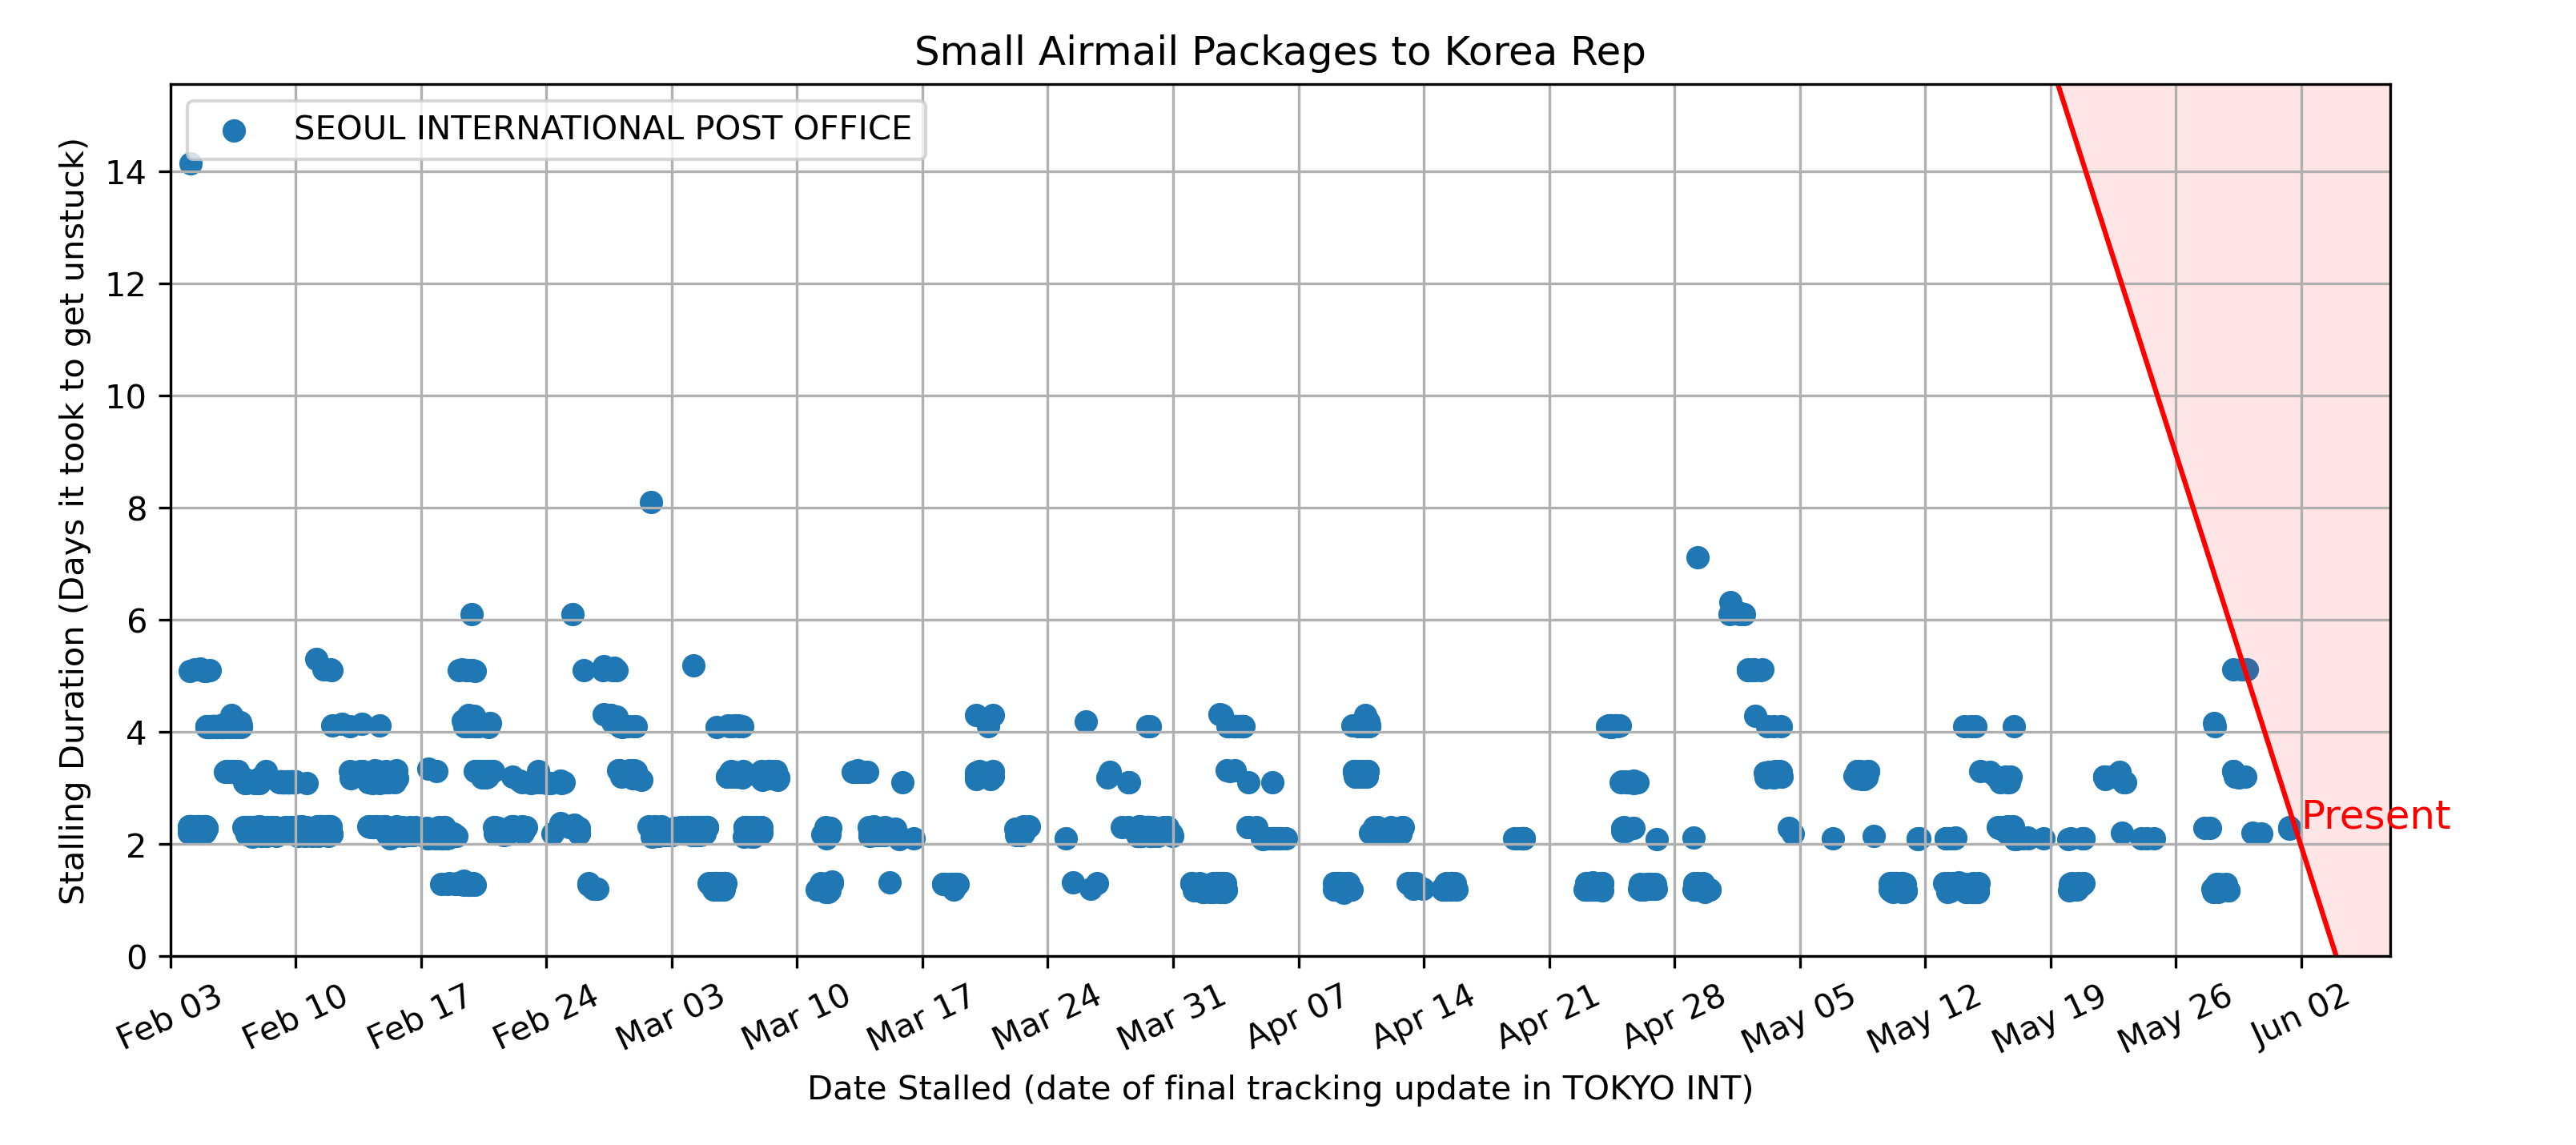 Small Airmail Packages to Korea Rep
SEOUL INTERNATIONAL POST OFFICE
Stalling Duration (Days it took to get unstuck)
14
12
10
8
6
4
2
0
Present
Feb 03
Feb 10
Feb 17
Feb 24
Mar 03
Mar 10
Mar 17
Mar 24
Mar 31
Apr 07
Apr 14
Apr 21
Apr 28
May 05
May 12
May 19
May 26
Jun 02
Date Stalled (date of final tracking update in TOKYO INT)